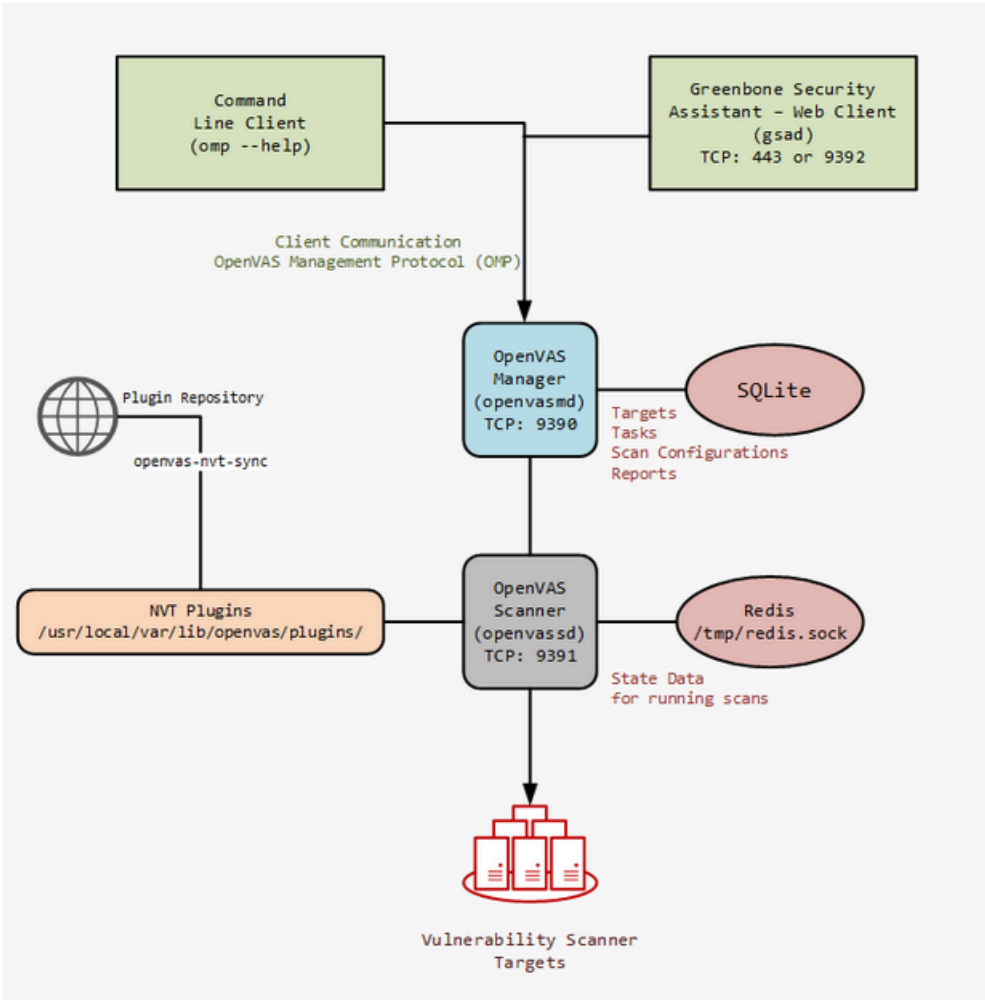 Command
Line Client
(omp --help)
Greenbone Security
Assistant – Web Client
(gsad)
TCP: 443 or 9392
Client Communication
OpenVAS Management Protocol (OMP)
OpenVAS
Manager
(openvasmd)
TCP: 9390
SQLite
Targets
Tasks
Scan Configurations
Reports
Plugin Repository
openvas-nvt-sync
NVT Plugins
/usr/local/var/lib/openvas/plugins/
OpenVAS
Scanner
(openvassd)
TCP: 9391
Redis
/tmp/redis.sock
State Data
for running scans
Vulnerability Scanner
Targets